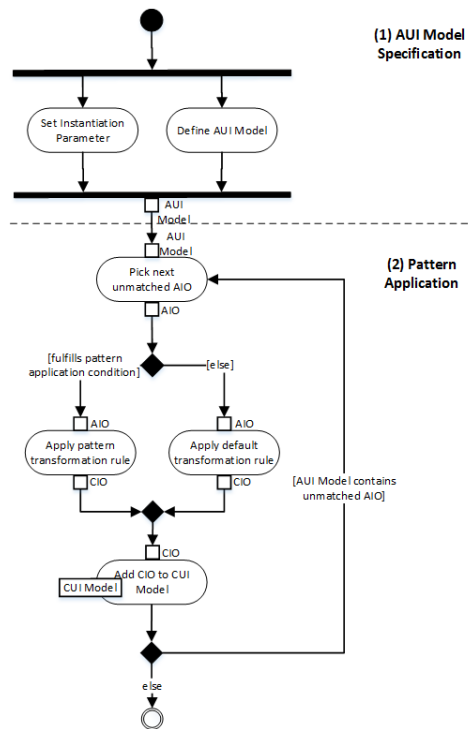 (1) AUI Model
Specification
Set Instantiation
Parameter
Define AUI Model
AUI
Model
AUI
Model
(2) Pattern
Application
Pick next
unmatched AIO
AIO
[fulfills pattern
application condition]
[else]
AIO
AIO
Apply pattern
transformation rule
Apply default
transformation rule
CIO
CIO
[AUI Model contains
unmatched AIO]
CIO
Add CIO to CUI
Model
CUI Model
else